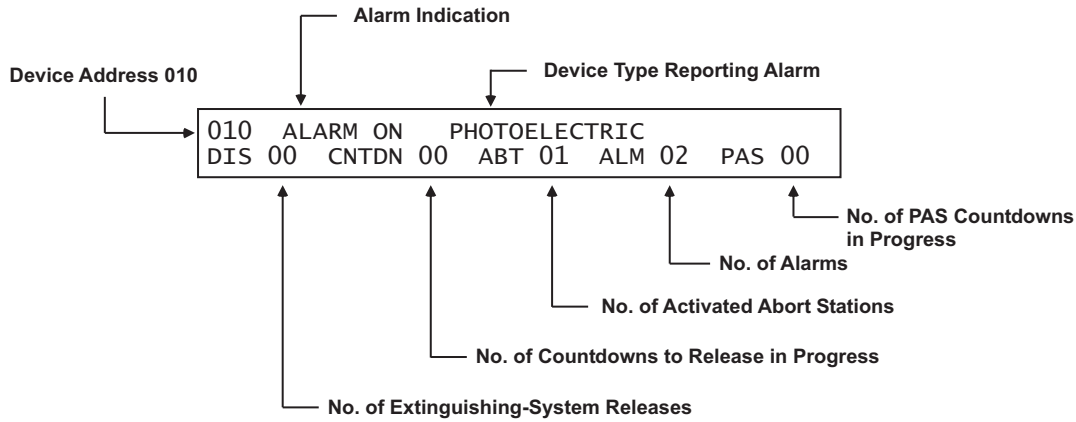 Alarm Indication
Device Address 010
Device Type Reporting Alarm
010 ALARM ON PHOTOELECTRIC
DIS 00 CNTDN 00 ABT 01 ALM 02 PAS 00
No. of PAS Countdowns
in Progress
No. of Alarms
No. of Activated Abort Stations
No. of Countdowns to Release in Progress
No. of Extinguishing-System Releases